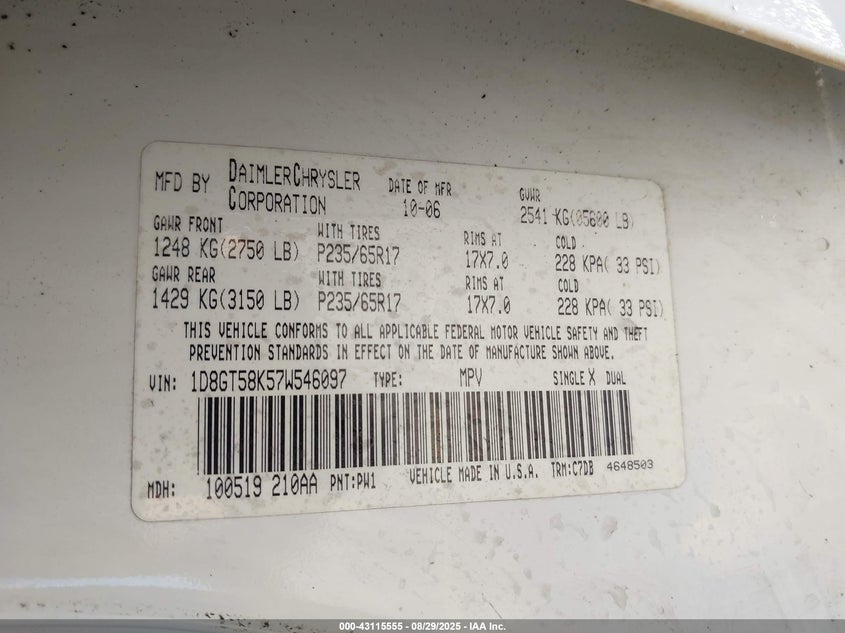 MFD BY DAIMLERCHRYSLER CORPORATION DATE OF MFR 10-06 GVWR 2541 KG(05600 LB)
GAWR FRONT WITH TIRES RIMS AT COLD
1248 KG(2750 LB) P235/65R17 17X7.0 228 KPA( 33 PSI)
GAWR REAR WITH TIRES RIMS AT COLD
1429 KG(3150 LB) P235/65R17 17X7.0 228 KPA( 33 PSI)
THIS VEHICLE CONFORMS TO ALL APPLICABLE FEDERAL MOTOR VEHICLE SAFETY AND THEFT
PREVENTION STANDARDS IN EFFECT ON THE DATE OF MANUFACTURE SHOWN ABOVE.
VIN: 1D8GT58K57W546097 TYPE: MPV SINGLE X DUAL
MDH: 100519 210AA PNT:PW1 VEHICLE MADE IN U.S.A. TRM:C7DB 4648503
000-43115555 - 08/29/2025 - IAA Inc.